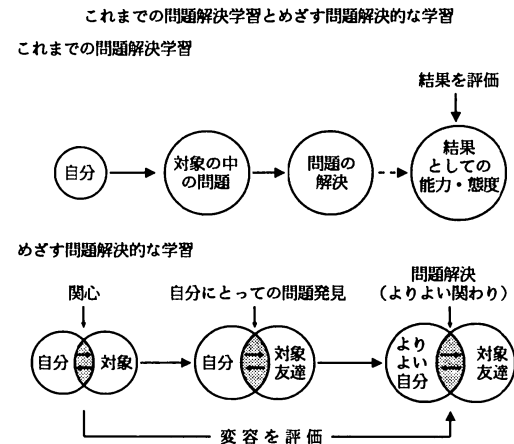 これまでの問題解決学習とめざす問題解決的な学習
これまでの問題解決学習
結果を評価
自分
対象の中
の問題
問題の
解決
結果
としての
能力・態度
めざす問題解決的な学習
関心
自分にとっての問題発見
問題解決
（よりよい関わり）
自分
対象
自分
対象
友達
より
よい
自分
対象
友達
変容を評価